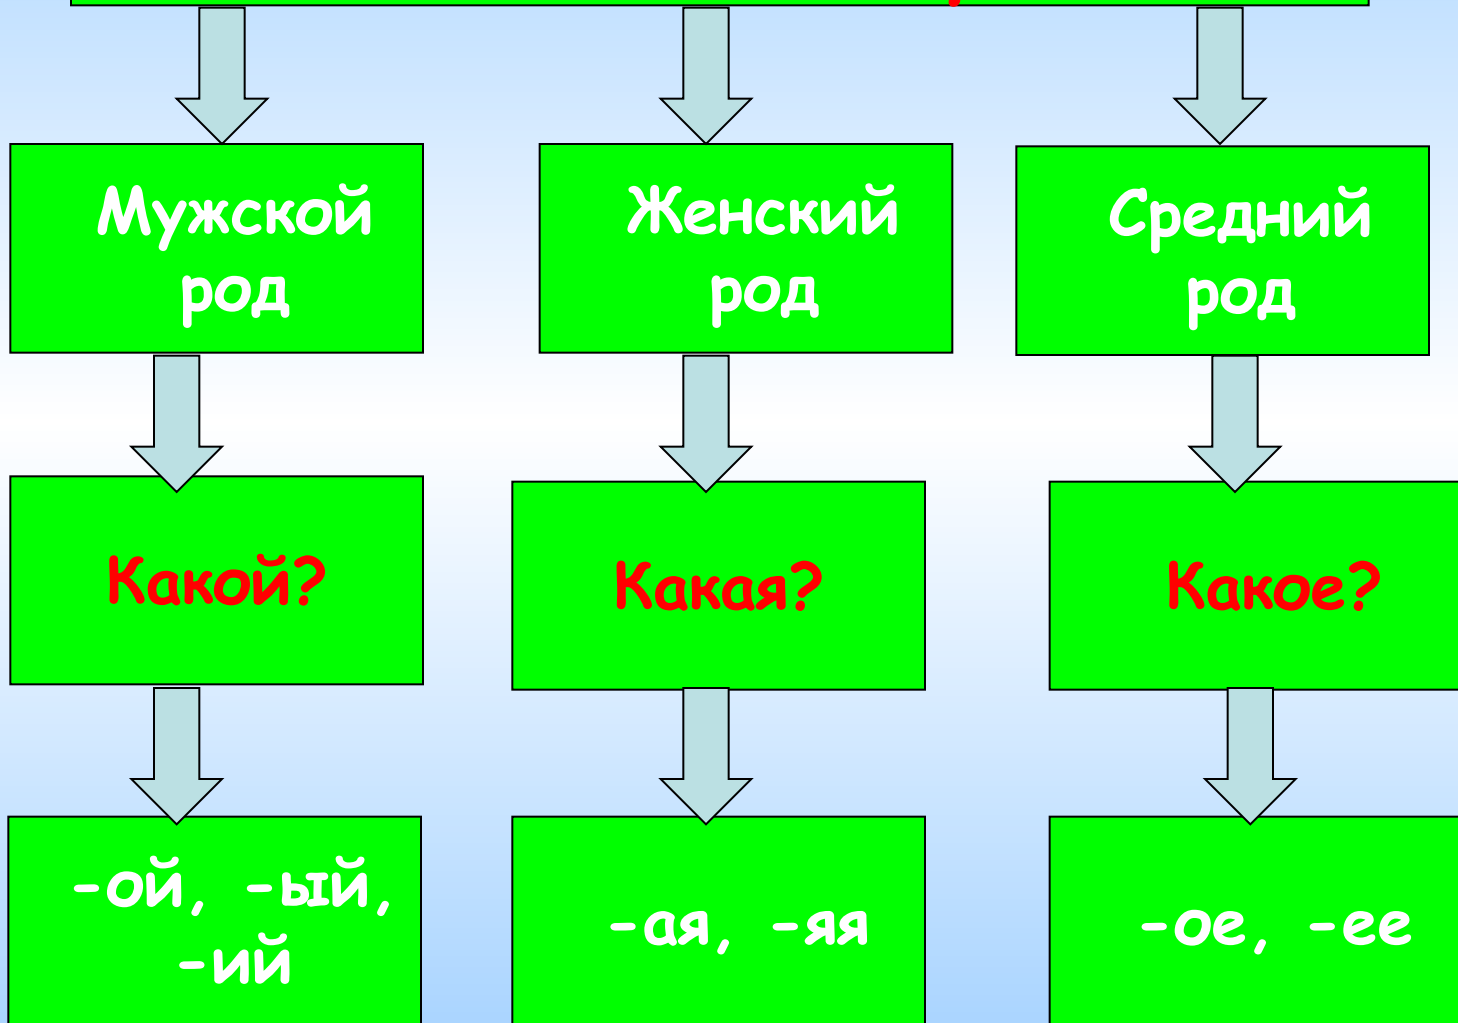 Мужской
род
Женский
род
Средний
род
Какой?
Какая?
Какое?
-ой, -ый,
-ий
-ая, -яя
-ое, -ее